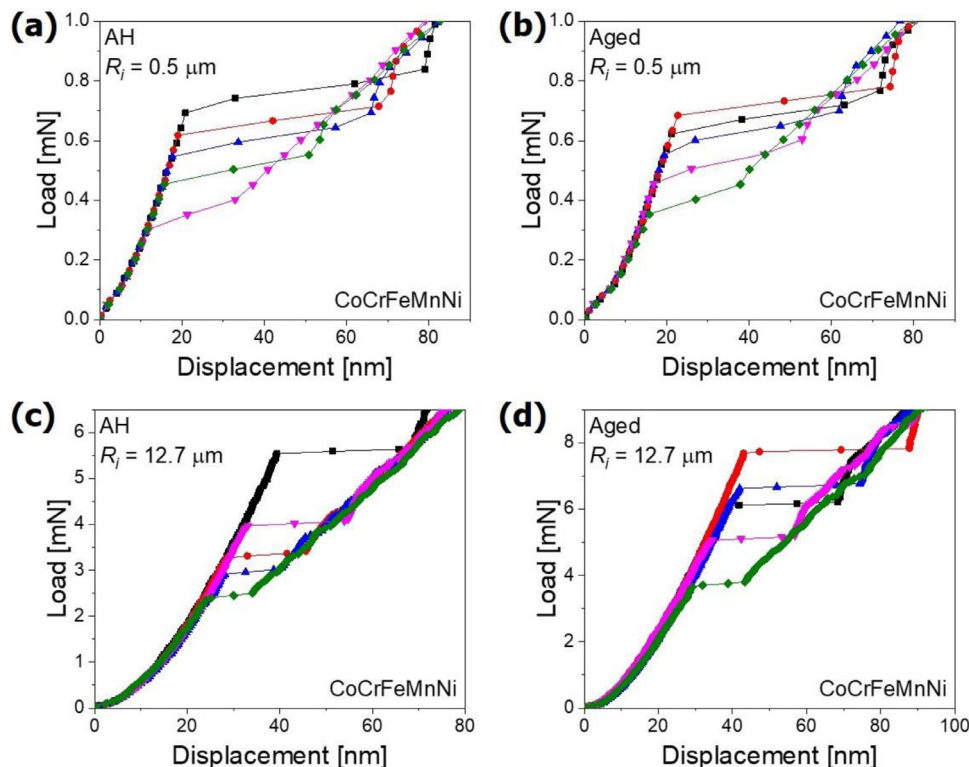 (a)
AH
R_i = 0.5 μm
CoCrFeMnNi
Load [mN]
0.0
0.2
0.4
0.6
0.8
1.0
0 20 40 60 80
Displacement [nm]
(b)
Aged
R_i = 0.5 μm
CoCrFeMnNi
Load [mN]
0.0
0.2
0.4
0.6
0.8
1.0
0 20 40 60 80
Displacement [nm]
(c)
AH
R_i = 12.7 μm
CoCrFeMnNi
Load [mN]
0
1
2
3
4
5
6
0 20 40 60 80
Displacement [nm]
(d)
Aged
R_i = 12.7 μm
CoCrFeMnNi
Load [mN]
0
2
4
6
8
0 20 40 60 80 100
Displacement [nm]